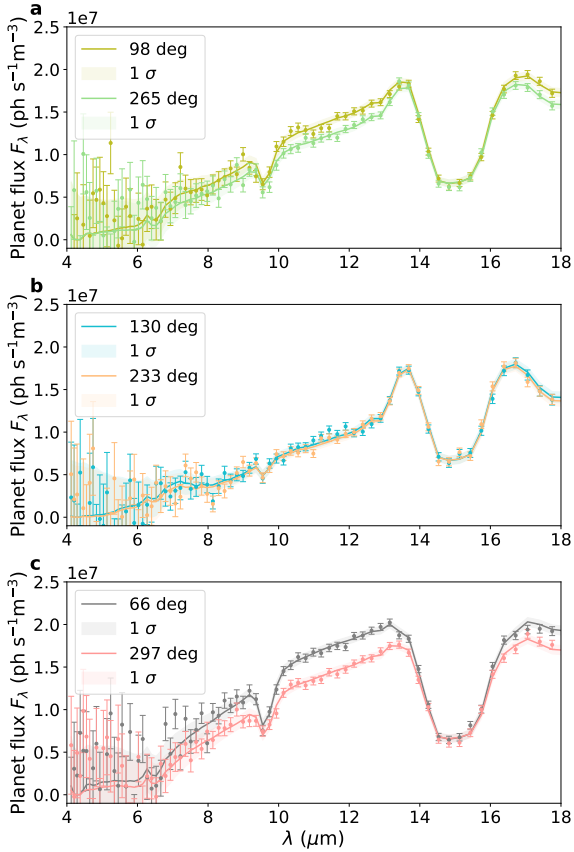 a
1e7
2.5
2.0
1.5
1.0
0.5
0.0
Planet flux Fλ (ph s⁻¹m⁻³)
98 deg
1 σ
265 deg
1 σ
4 6 8 10 12 14 16 18
b
1e7
2.5
2.0
1.5
1.0
0.5
0.0
Planet flux Fλ (ph s⁻¹m⁻³)
130 deg
1 σ
233 deg
1 σ
4 6 8 10 12 14 16 18
c
1e7
2.5
2.0
1.5
1.0
0.5
0.0
Planet flux Fλ (ph s⁻¹m⁻³)
66 deg
1 σ
297 deg
1 σ
4 6 8 10 12 14 16 18
λ (μm)